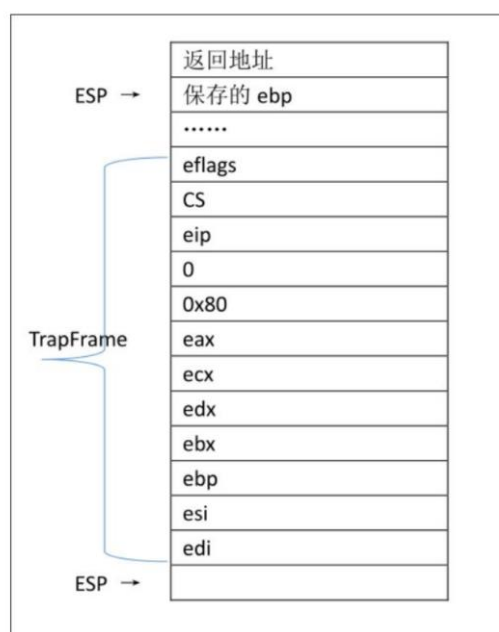 返回地址
ESP → 保存的 ebp
······
eflags
CS
eip
0
0x80
TrapFrame
eax
ecx
edx
ebx
ebp
esi
edi
ESP →